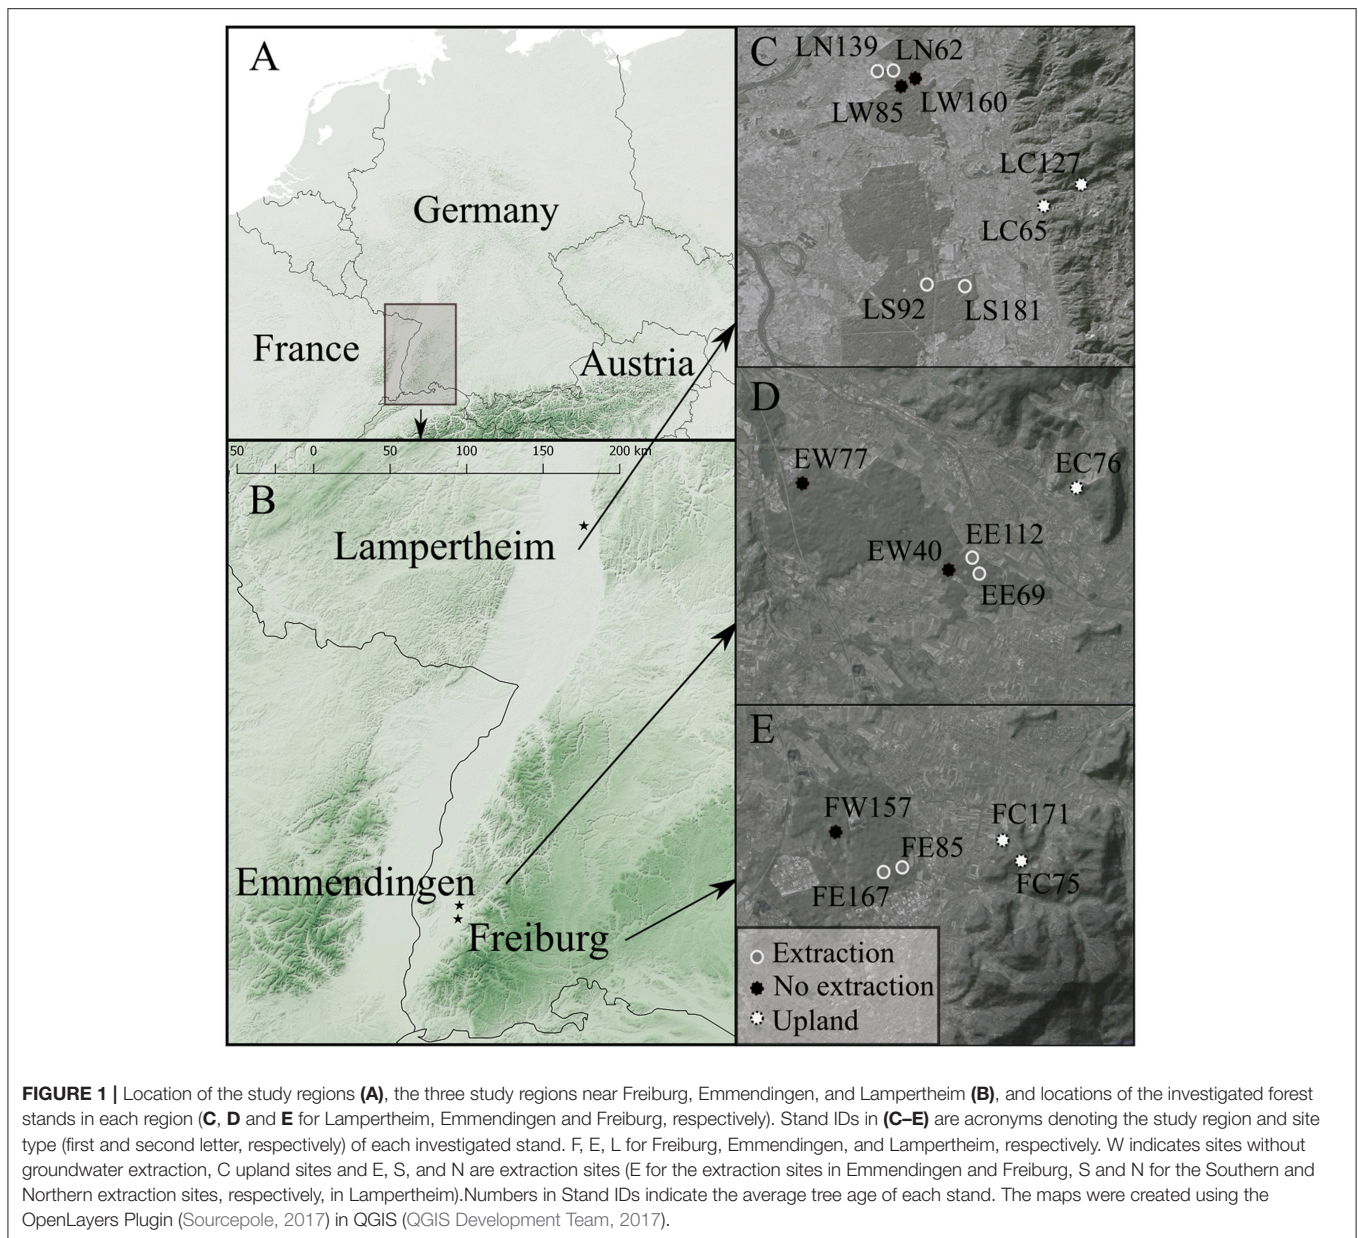 A
Germany
France
Austria
50 0 50 100 150 200 km
B
Lampertheim
Emmendingen
Freiburg
C
LN139
LN62
LW85
LW160
LC127
LC65
LS92
LS181
D
EW77
EC76
EE112
EW40
EE69
E
FW157
FC171
FE85
FC75
FE167
Extraction
No extraction
Upland
FIGURE 1 | Location of the study regions (A), the three study regions near Freiburg, Emmendingen, and Lampertheim (B), and locations of the investigated forest
stands in each region (C, D and E for Lampertheim, Emmendingen and Freiburg, respectively). Stand IDs in (C–E) are acronyms denoting the study region and site
type (first and second letter, respectively) of each investigated stand. F, E, L for Freiburg, Emmendingen, and Lampertheim, respectively. W indicates sites without
groundwater extraction, C upland sites and E, S, and N are extraction sites (E for the extraction sites in Emmendingen and Freiburg, S and N for the Southern and
Northern extraction sites, respectively, in Lampertheim).Numbers in Stand IDs indicate the average tree age of each stand. The maps were created using the
OpenLayers Plugin (Sourcepole, 2017) in QGIS (QGIS Development Team, 2017).